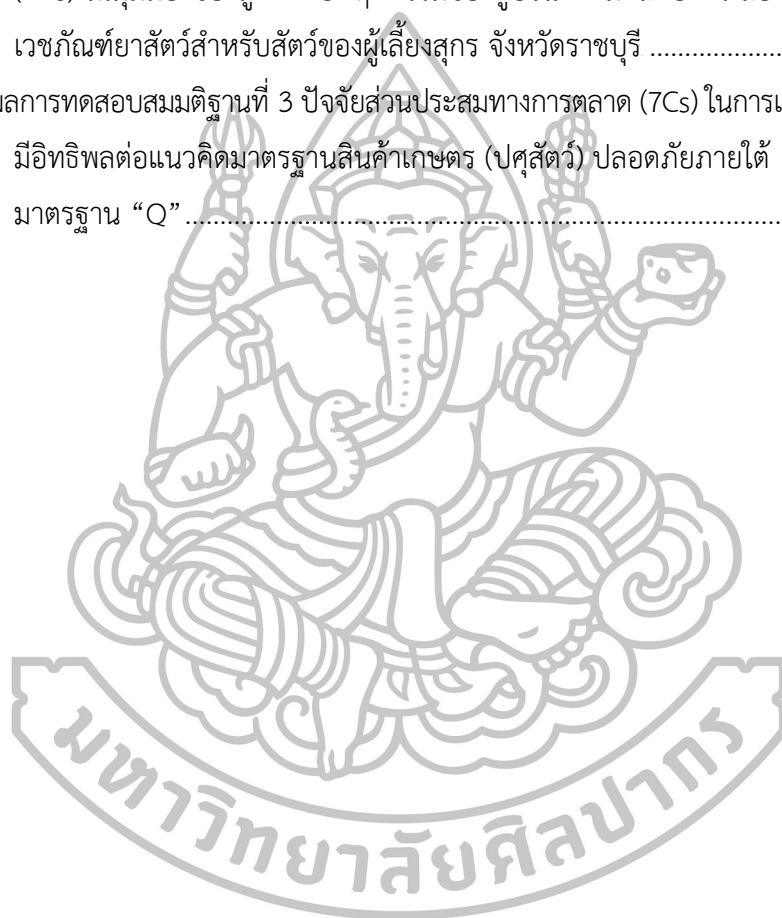 เวชภัณฑ์ยาสัตว์สำหรับสัตว์ของผู้เลี้ยงสุกร จังหวัดราชบุรี ..................
ผลการทดสอบสมมติฐานที่ 3 ปัจจัยส่วนประสมทางการตลาด (7Cs) ในการเ
มีอิทธิพลต่อแนวคิดมาตรฐานสินค้าเกษตร (ปศุสัตว์) ปลอดภัยภายใต้
มาตรฐาน “Q”..........................................................................................
มหาวิทยาลัยศิลปากร